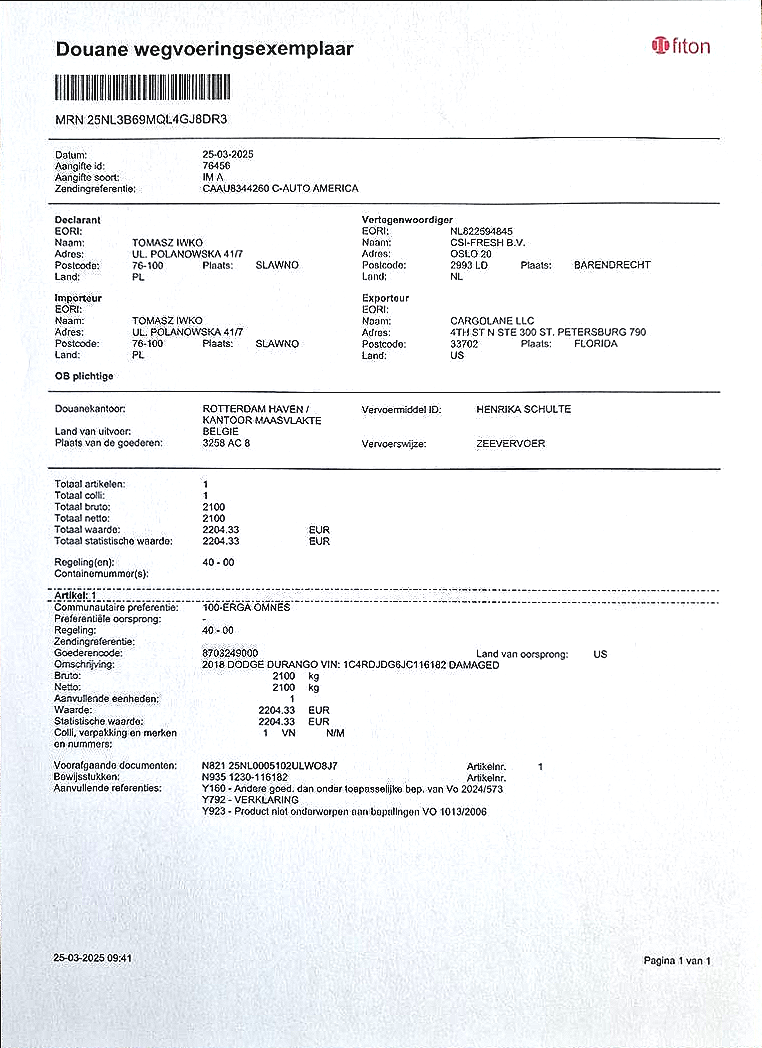 Douane wegvoeringsexemplaar
fiton
MRN 25NL3B69MQL4GJ8DR3
Datum: 25-03-2025
Aangifte id: 76456
Aangifte soort: IM A
Zendingreferentie: CAAU8344260 C-AUTO AMERICA
Declarant Vertegenwoordiger
EORI: EORI: NL822594845
Naam: TOMASZ IWKO Naam: CSI-FRESH B.V.
Adres: UL. POLANOWSKA 41/7 Adres: OSLO 20
Postcode: 76-100 Plaats: SLAWNO Postcode: 2993 LD Plaats: BARENDRECHT
Land: PL Land: NL
Importeur Exporteur
EORI: EORI:
Naam: TOMASZ IWKO Naam: CARGOLANE LLC
Adres: UL. POLANOWSKA 41/7 Adres: 4TH ST N STE 300 ST. PETERSBURG 790
Postcode: 76-100 Plaats: SLAWNO Postcode: 33702 Plaats: FLORIDA
Land: PL Land: US
OB plichtige
Douanekantoor: ROTTERDAM HAVEN / Vervoermiddel ID: HENRIKA SCHULTE
KANTOOR MAASVLAKTE
Land van uitvoer: BELGIE
Plaats van de goederen: 3258 AC 8 Vervoerswijze: ZEEVERVOER
Totaal artikelen: 1
Totaal colli: 1
Totaal bruto: 2100
Totaal netto: 2100
Totaal waarde: 2204.33 EUR
Totaal statistische waarde: 2204.33 EUR
Regeling(en): 40 - 00
Containernummer(s):
Artikel: 1
Communautaire preferentie: 100-ERGA OMNES
Preferentiële oorsprong: -
Regeling: 40 - 00
Zendingreferentie:
Goederencode: 8703249000 Land van oorsprong: US
Omschrijving: 2018 DODGE DURANGO VIN: 1C4RDJDG6JC116182 DAMAGED
Bruto: 2100 kg
Netto: 2100 kg
Aanvullende eenheden: 1
Waarde: 2204.33 EUR
Statistische waarde: 2204.33 EUR
Colli, verpakking en merken 1 VN N/M
en nummers:
Voorafgaande documenten: N821 25NL0005102ULWO8J7 Artikelnr. 1
Bewijsstukken: N935 1230-116182 Artikelnr.
Aanvullende referenties: Y160 - Andere goed. dan onder toepasselijke bep. van Vo 2024/573
Y792 - VERKLARING
Y923 - Product niet onderworpen aan bepalingen VO 1013/2006
25-03-2025 09:41
Pagina 1 van 1